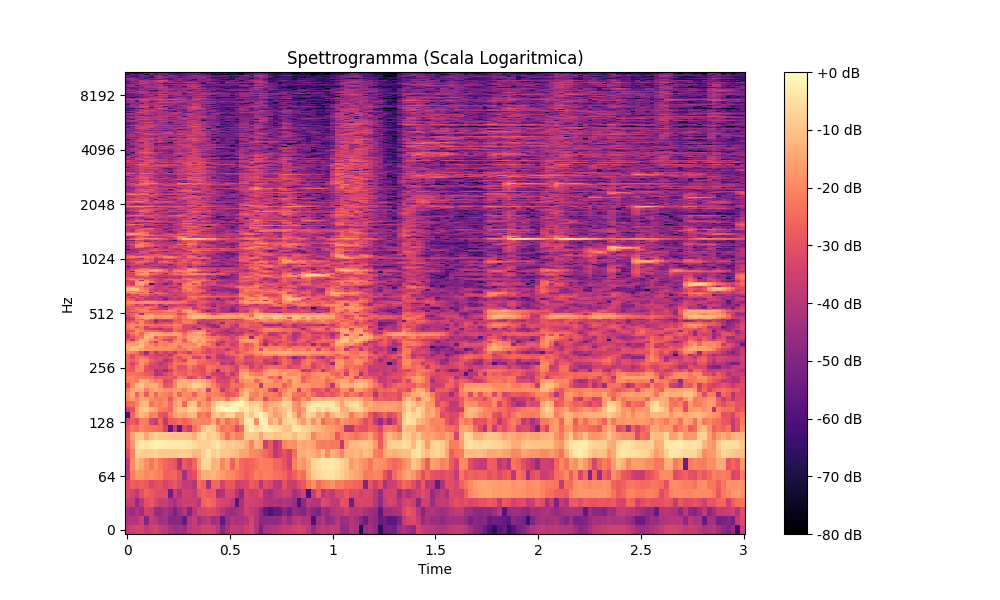 Spettrogramma (Scala Logaritmica)
8192
4096
2048
1024
512
256
128
64
0
Hz
0 0.5 1 1.5 2 2.5 3
Time
+0 dB
-10 dB
-20 dB
-30 dB
-40 dB
-50 dB
-60 dB
-70 dB
-80 dB